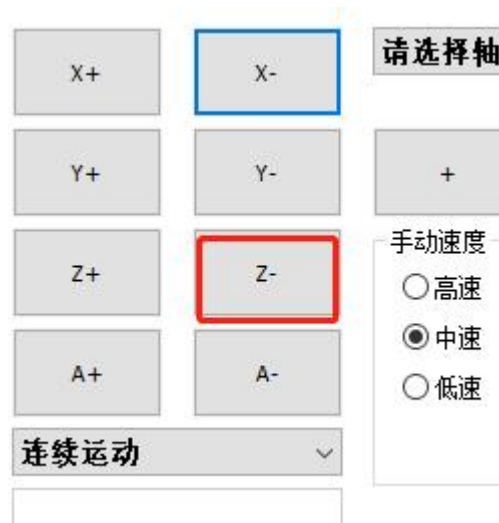 X+ X- 请选择轴
Y+ Y- +
手动速度
Z+ Z- 高速
中速
A+ A- 低速
连续运动